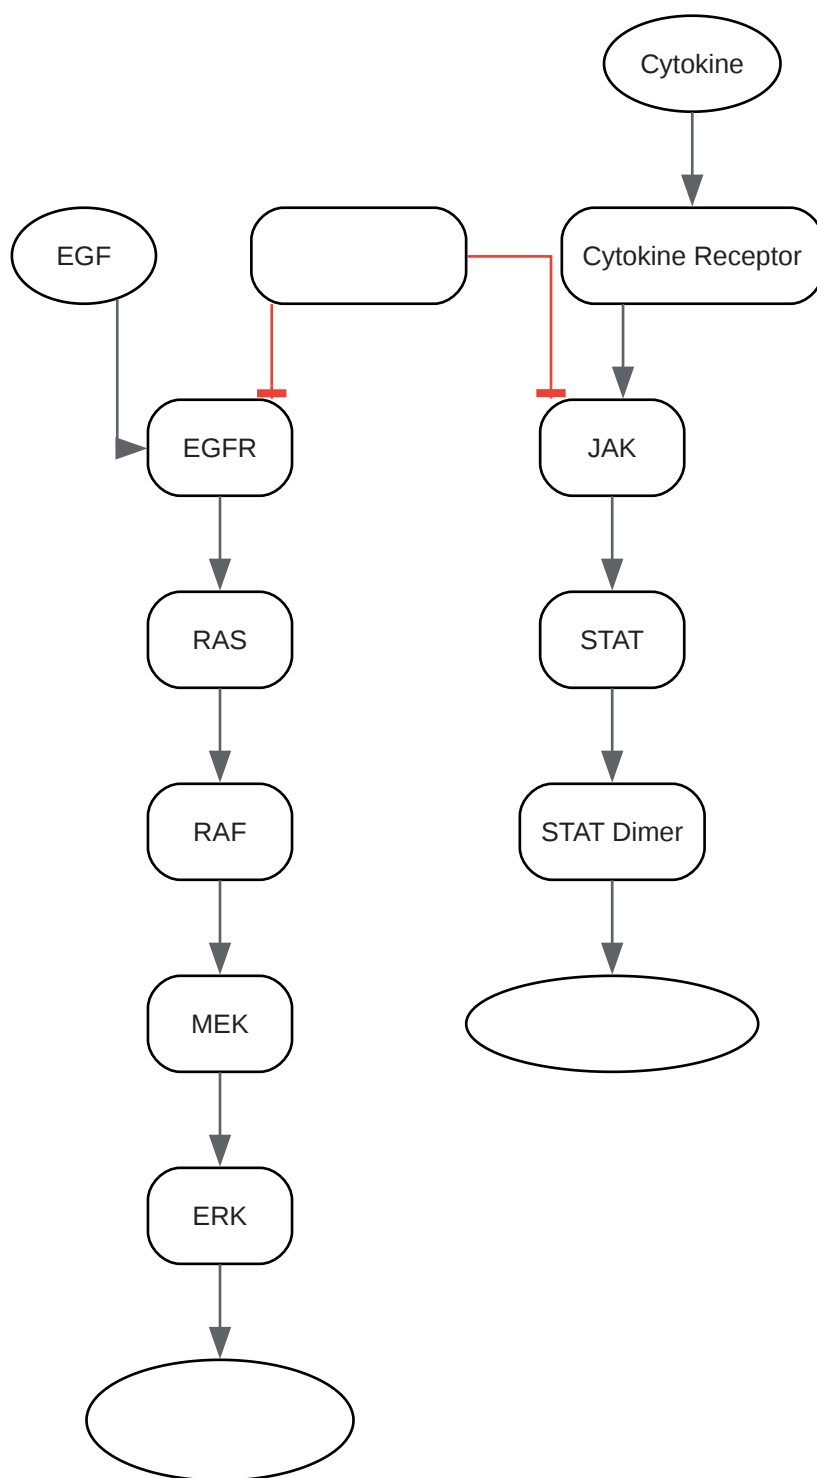 Cytokine
EGF
Cytokine Receptor
EGFR
JAK
RAS
STAT
RAF
STAT Dimer
MEK
ERK